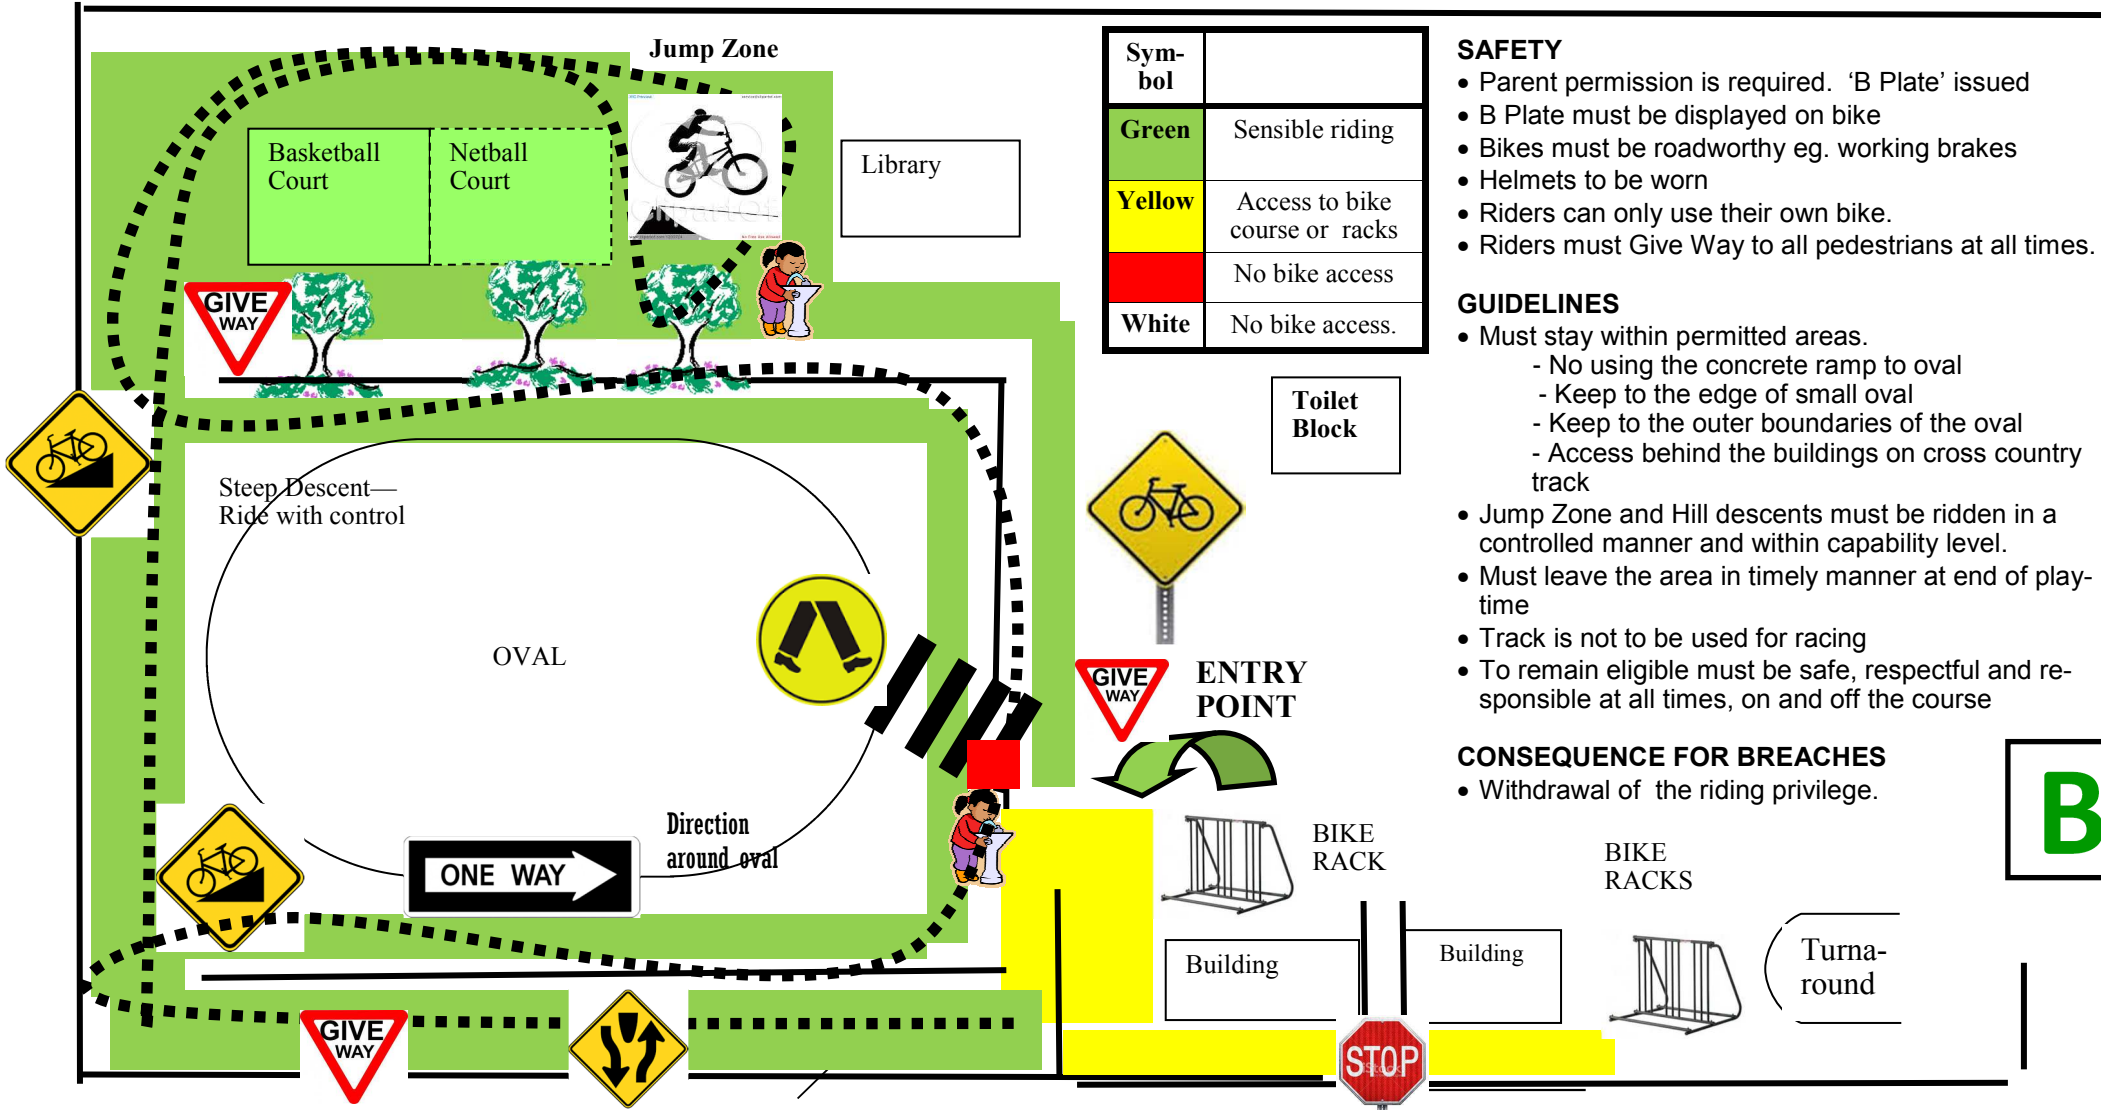 Jump Zone
Basketball
Court
Netball
Court
Library
GIVE
WAY
Steep Descent—
Ride with control
OVAL
Direction
around oval
ONE WAY
GIVE
WAY
Sym-
bol
Green
Sensible riding
Yellow
Access to bike
course or racks
No bike access
White
No bike access.
Toilet
Block
GIVE
WAY
ENTRY
POINT
BIKE
RACK
BIKE
RACKS
Building
Building
Turna-
round
STOP
SAFETY
• Parent permission is required. ‘B Plate’ issued
• B Plate must be displayed on bike
• Bikes must be roadworthy eg. working brakes
• Helmets to be worn
• Riders can only use their own bike.
• Riders must Give Way to all pedestrians at all times.
GUIDELINES
• Must stay within permitted areas.
- No using the concrete ramp to oval
- Keep to the edge of small oval
- Keep to the outer boundaries of the oval
- Access behind the buildings on cross country
track
• Jump Zone and Hill descents must be ridden in a
controlled manner and within capability level.
• Must leave the area in timely manner at end of play-
time
• Track is not to be used for racing
• To remain eligible must be safe, respectful and re-
sponsible at all times, on and off the course
CONSEQUENCE FOR BREACHES
• Withdrawal of the riding privilege.
B